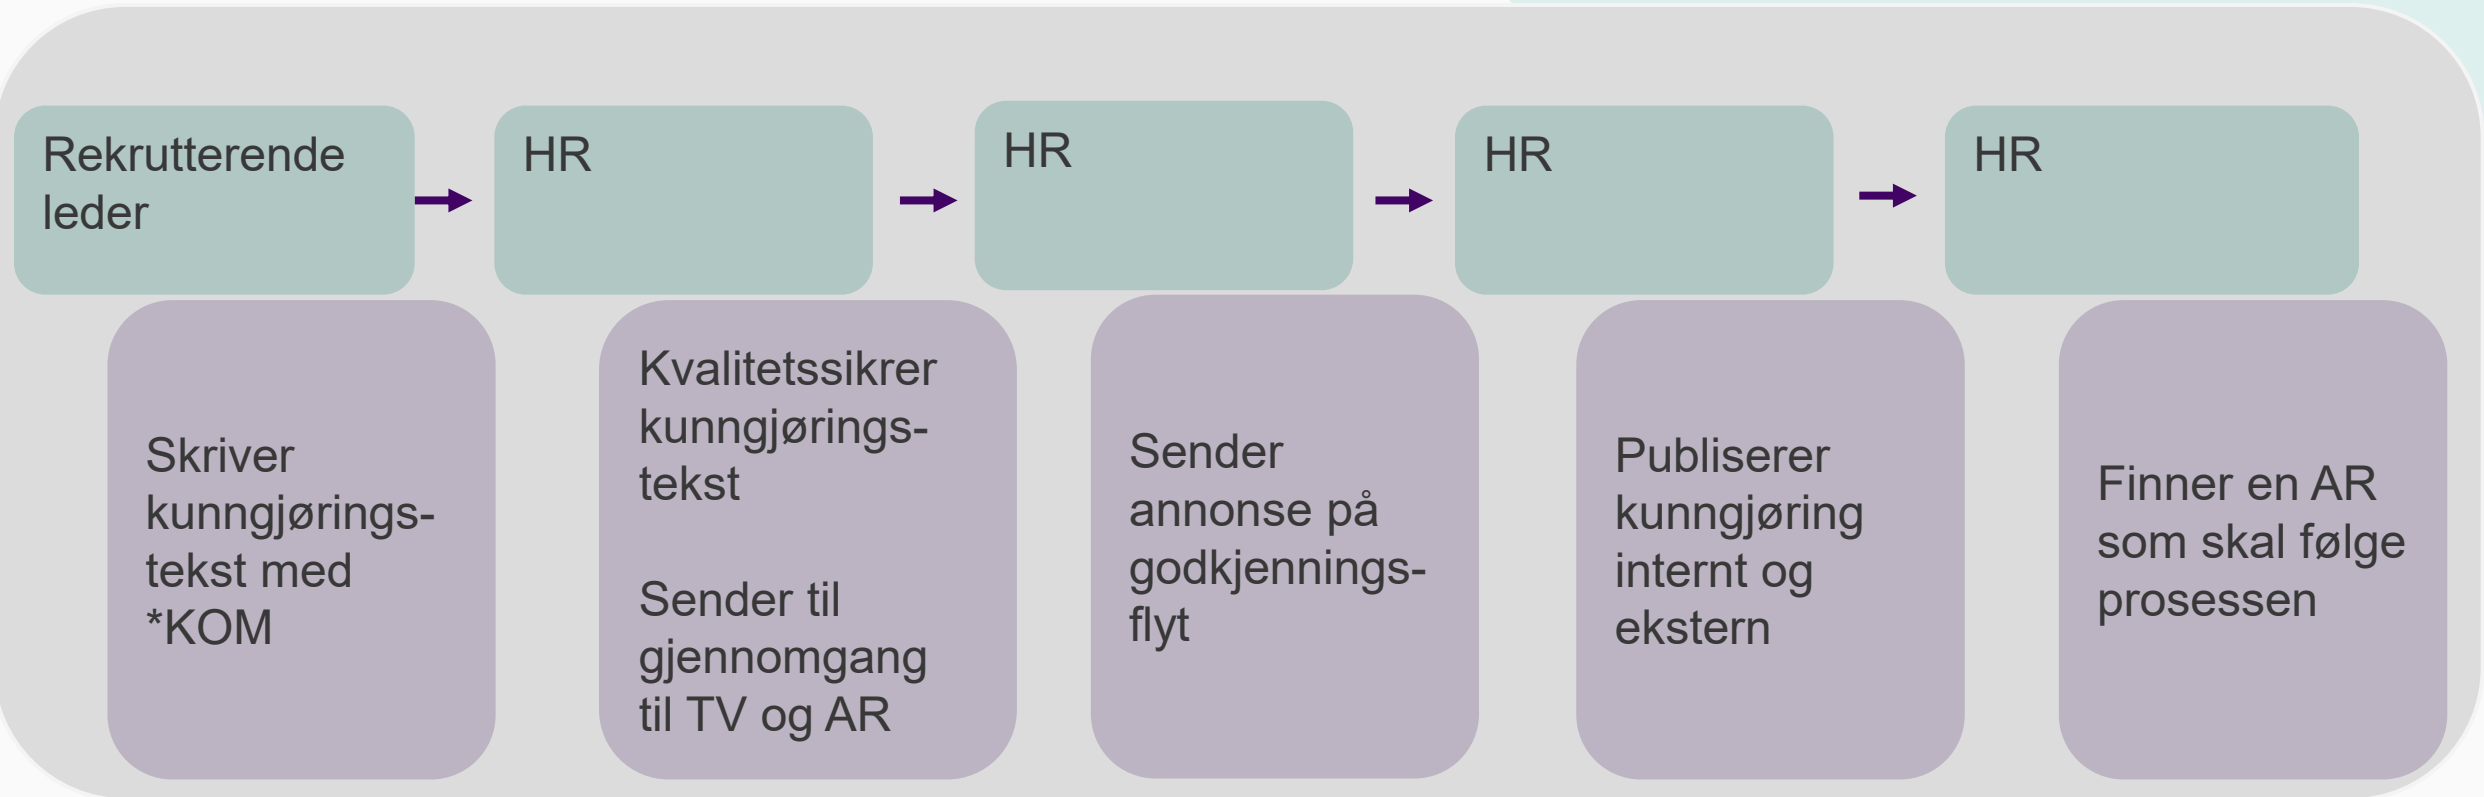 Rekrutterende
leder
HR
HR
HR
HR
Skriver
kunngjørings-
tekst med
*KOM
Kvalitetssikrer
kunngjørings-
tekst
Sender til
gjennomgang
til TV og AR
Sender
annonse på
godkjennings-
flyt
Publiserer
kunngjøring
internt og
ekstern
Finner en AR
som skal følge
prosessen